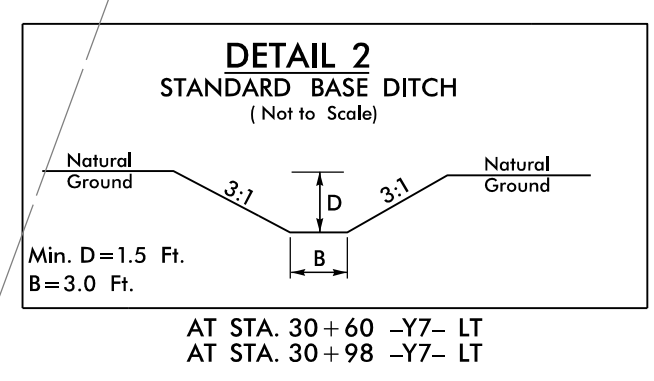 DETAIL 2
STANDARD BASE DITCH
( Not to Scale)
Natural
Ground
3:1
D
3:1
Natural
Ground
Min. D=1.5 Ft.
B
B=3.0 Ft.
AT STA. 30+60 -Y7- LT
AT STA. 30+98 -Y7- LT